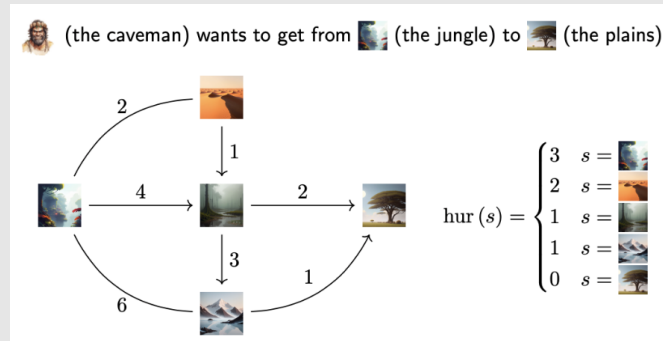 (the caveman) wants to get from (the jungle) to (the plains)
2
1
4
2
3
1
6
hur (s) =
3 s =
2 s =
1 s =
1 s =
0 s =